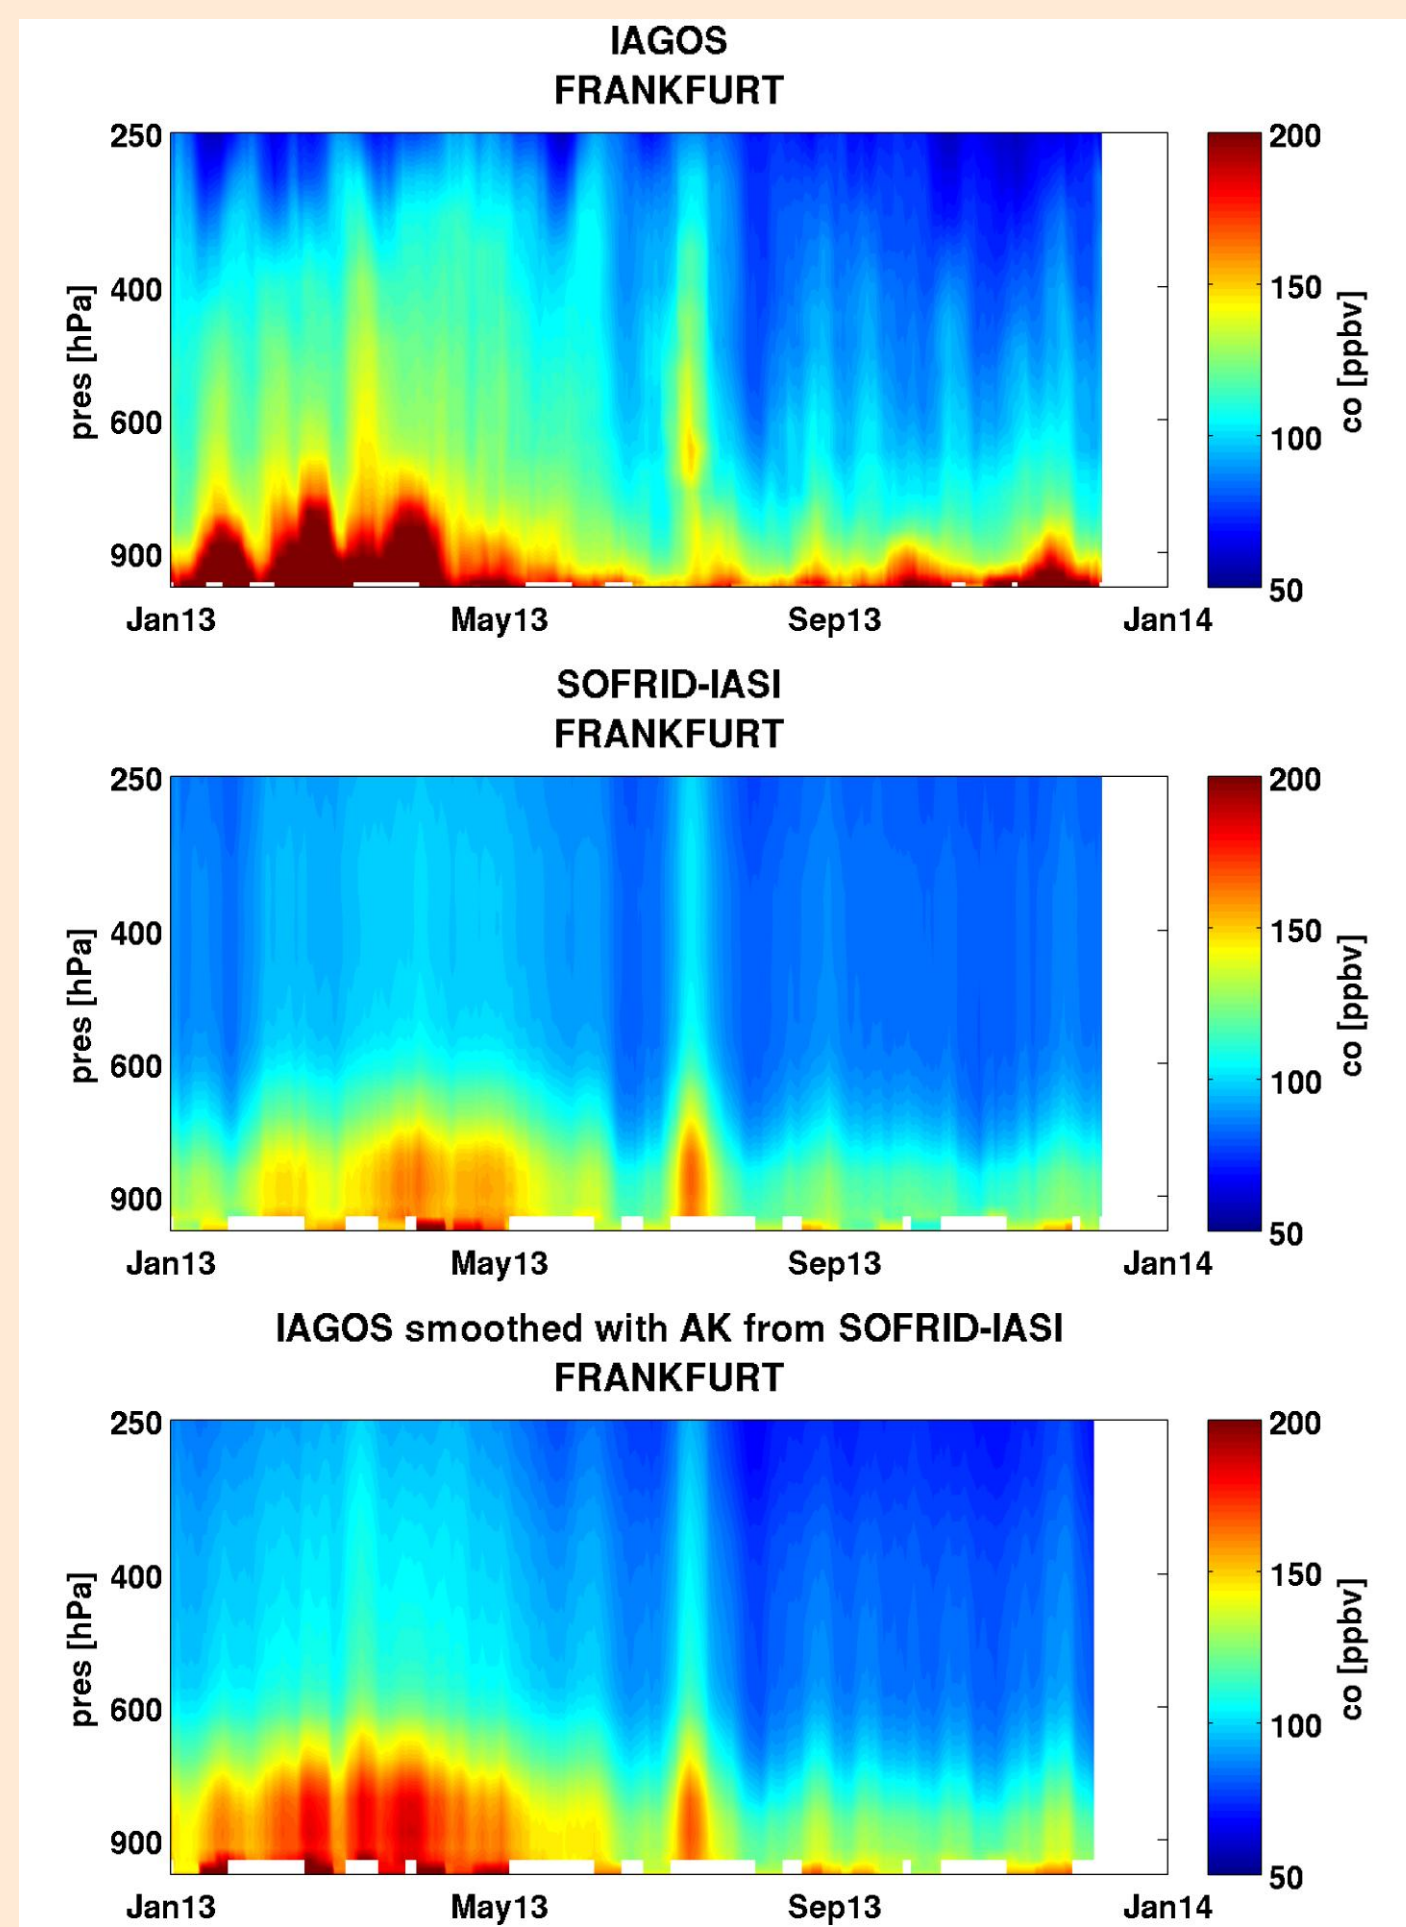 IAGOS
FRANKFURT
250
400
600
900
pres [hPa]
Jan13 May13 Sep13 Jan14
200
150
100
50
co [ppbv]
SOFRID-IASI
FRANKFURT
250
400
600
900
pres [hPa]
Jan13 May13 Sep13 Jan14
200
150
100
50
co [ppbv]
IAGOS smoothed with AK from SOFRID-IASI
FRANKFURT
250
400
600
900
pres [hPa]
Jan13 May13 Sep13 Jan14
200
150
100
50
co [ppbv]